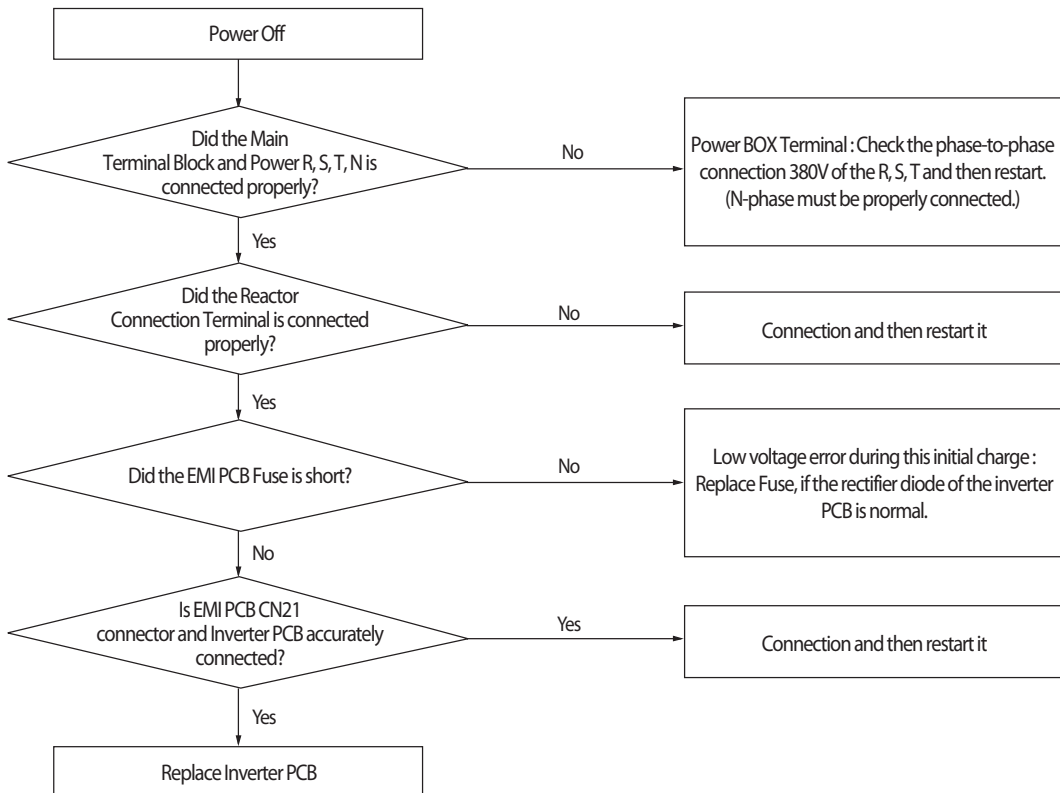 Power Off
Did the Main
Terminal Block and Power R, S, T, N is
connected properly?
No
Power BOX Terminal : Check the phase-to-phase
connection 380V of the R, S, T and then restart.
(N-phase must be properly connected.)
Yes
Did the Reactor
Connection Terminal is connected
properly?
No
Connection and then restart it
Yes
Did the EMI PCB Fuse is short?
No
Low voltage error during this initial charge :
Replace Fuse, if the rectifier diode of the inverter
PCB is normal.
No
Is EMI PCB CN21
connector and Inverter PCB accurately
connected?
Yes
Connection and then restart it
Yes
Replace Inverter PCB